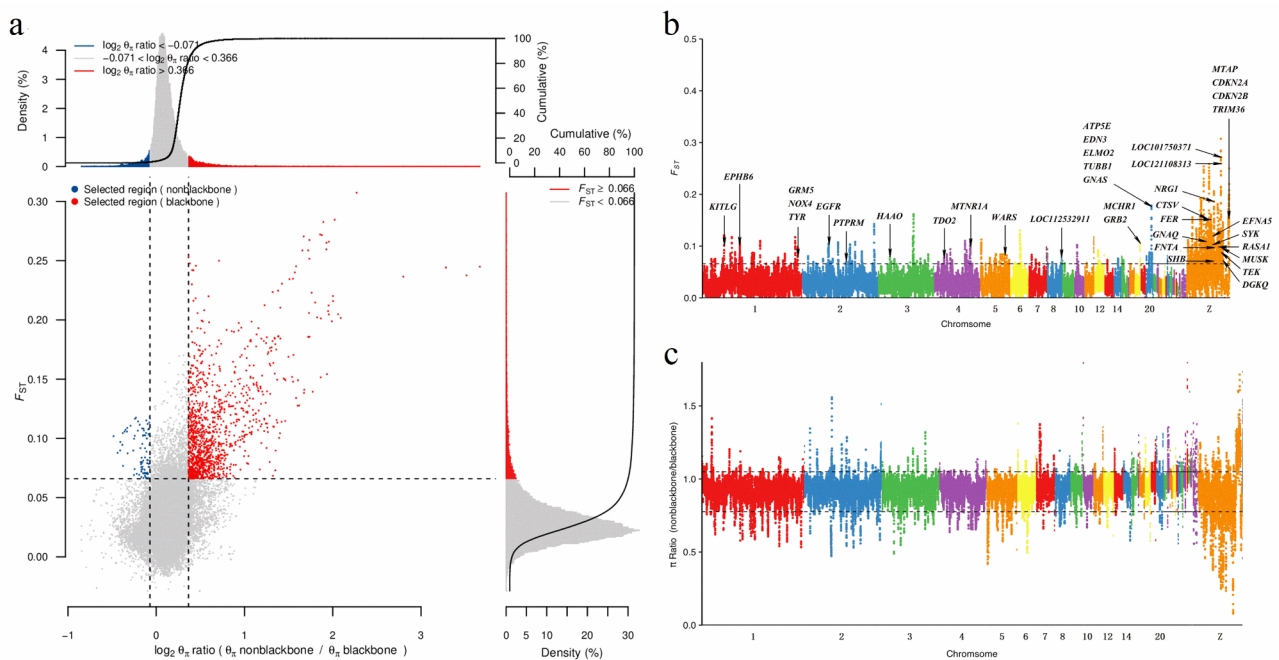 a
log₂ θπ ratio < −0.071
−0.071 < log₂ θπ ratio < 0.366
log₂ θπ ratio > 0.366
Density (%)
4
3
2
1
0
100
80
60
40
20
0
Cumulative (%)
Cumulative (%)
0 20 40 60 80 100
Selected region ( nonbackbone )
Selected region ( blackbone )
FST ≥ 0.066
FST < 0.066
FST
0.30
0.25
0.20
0.15
0.10
0.05
0.00
−1 0 1 2 3
log₂ θπ ratio ( θπ nonblackbone / θπ blackbone )
0 5 10 15 20 30
Density (%)
b
FST
0.5
0.4
0.3
0.2
0.1
0.0
KITLG
EPHB6
GRM5
NOX4
TYR
EGFR
PTPRM
HAAO
TDO2
MTNR1A
WARS
LOC112532911
ATP5E
EDN3
ELMO2
TUBB1
GNAS
MCHR1
GRB2
MTAP
CDKN2A
CDKN2B
TRIM36
LOC101750371
LOC121108313
NRG1
CTSV
FER
GNAQ
FNTA
SHB
EFNA5
SYK
RASA1
MUSK
TEK
DGKQ
1 2 3 4 5 6 7 8 10 12 14 20 Z
Chromsome
c
π Ratio (nonblackbone/blackbone)
1.5
1.0
0.5
0.0
1 2 3 4 5 6 7 8 10 12 14 20 Z
Chromsome